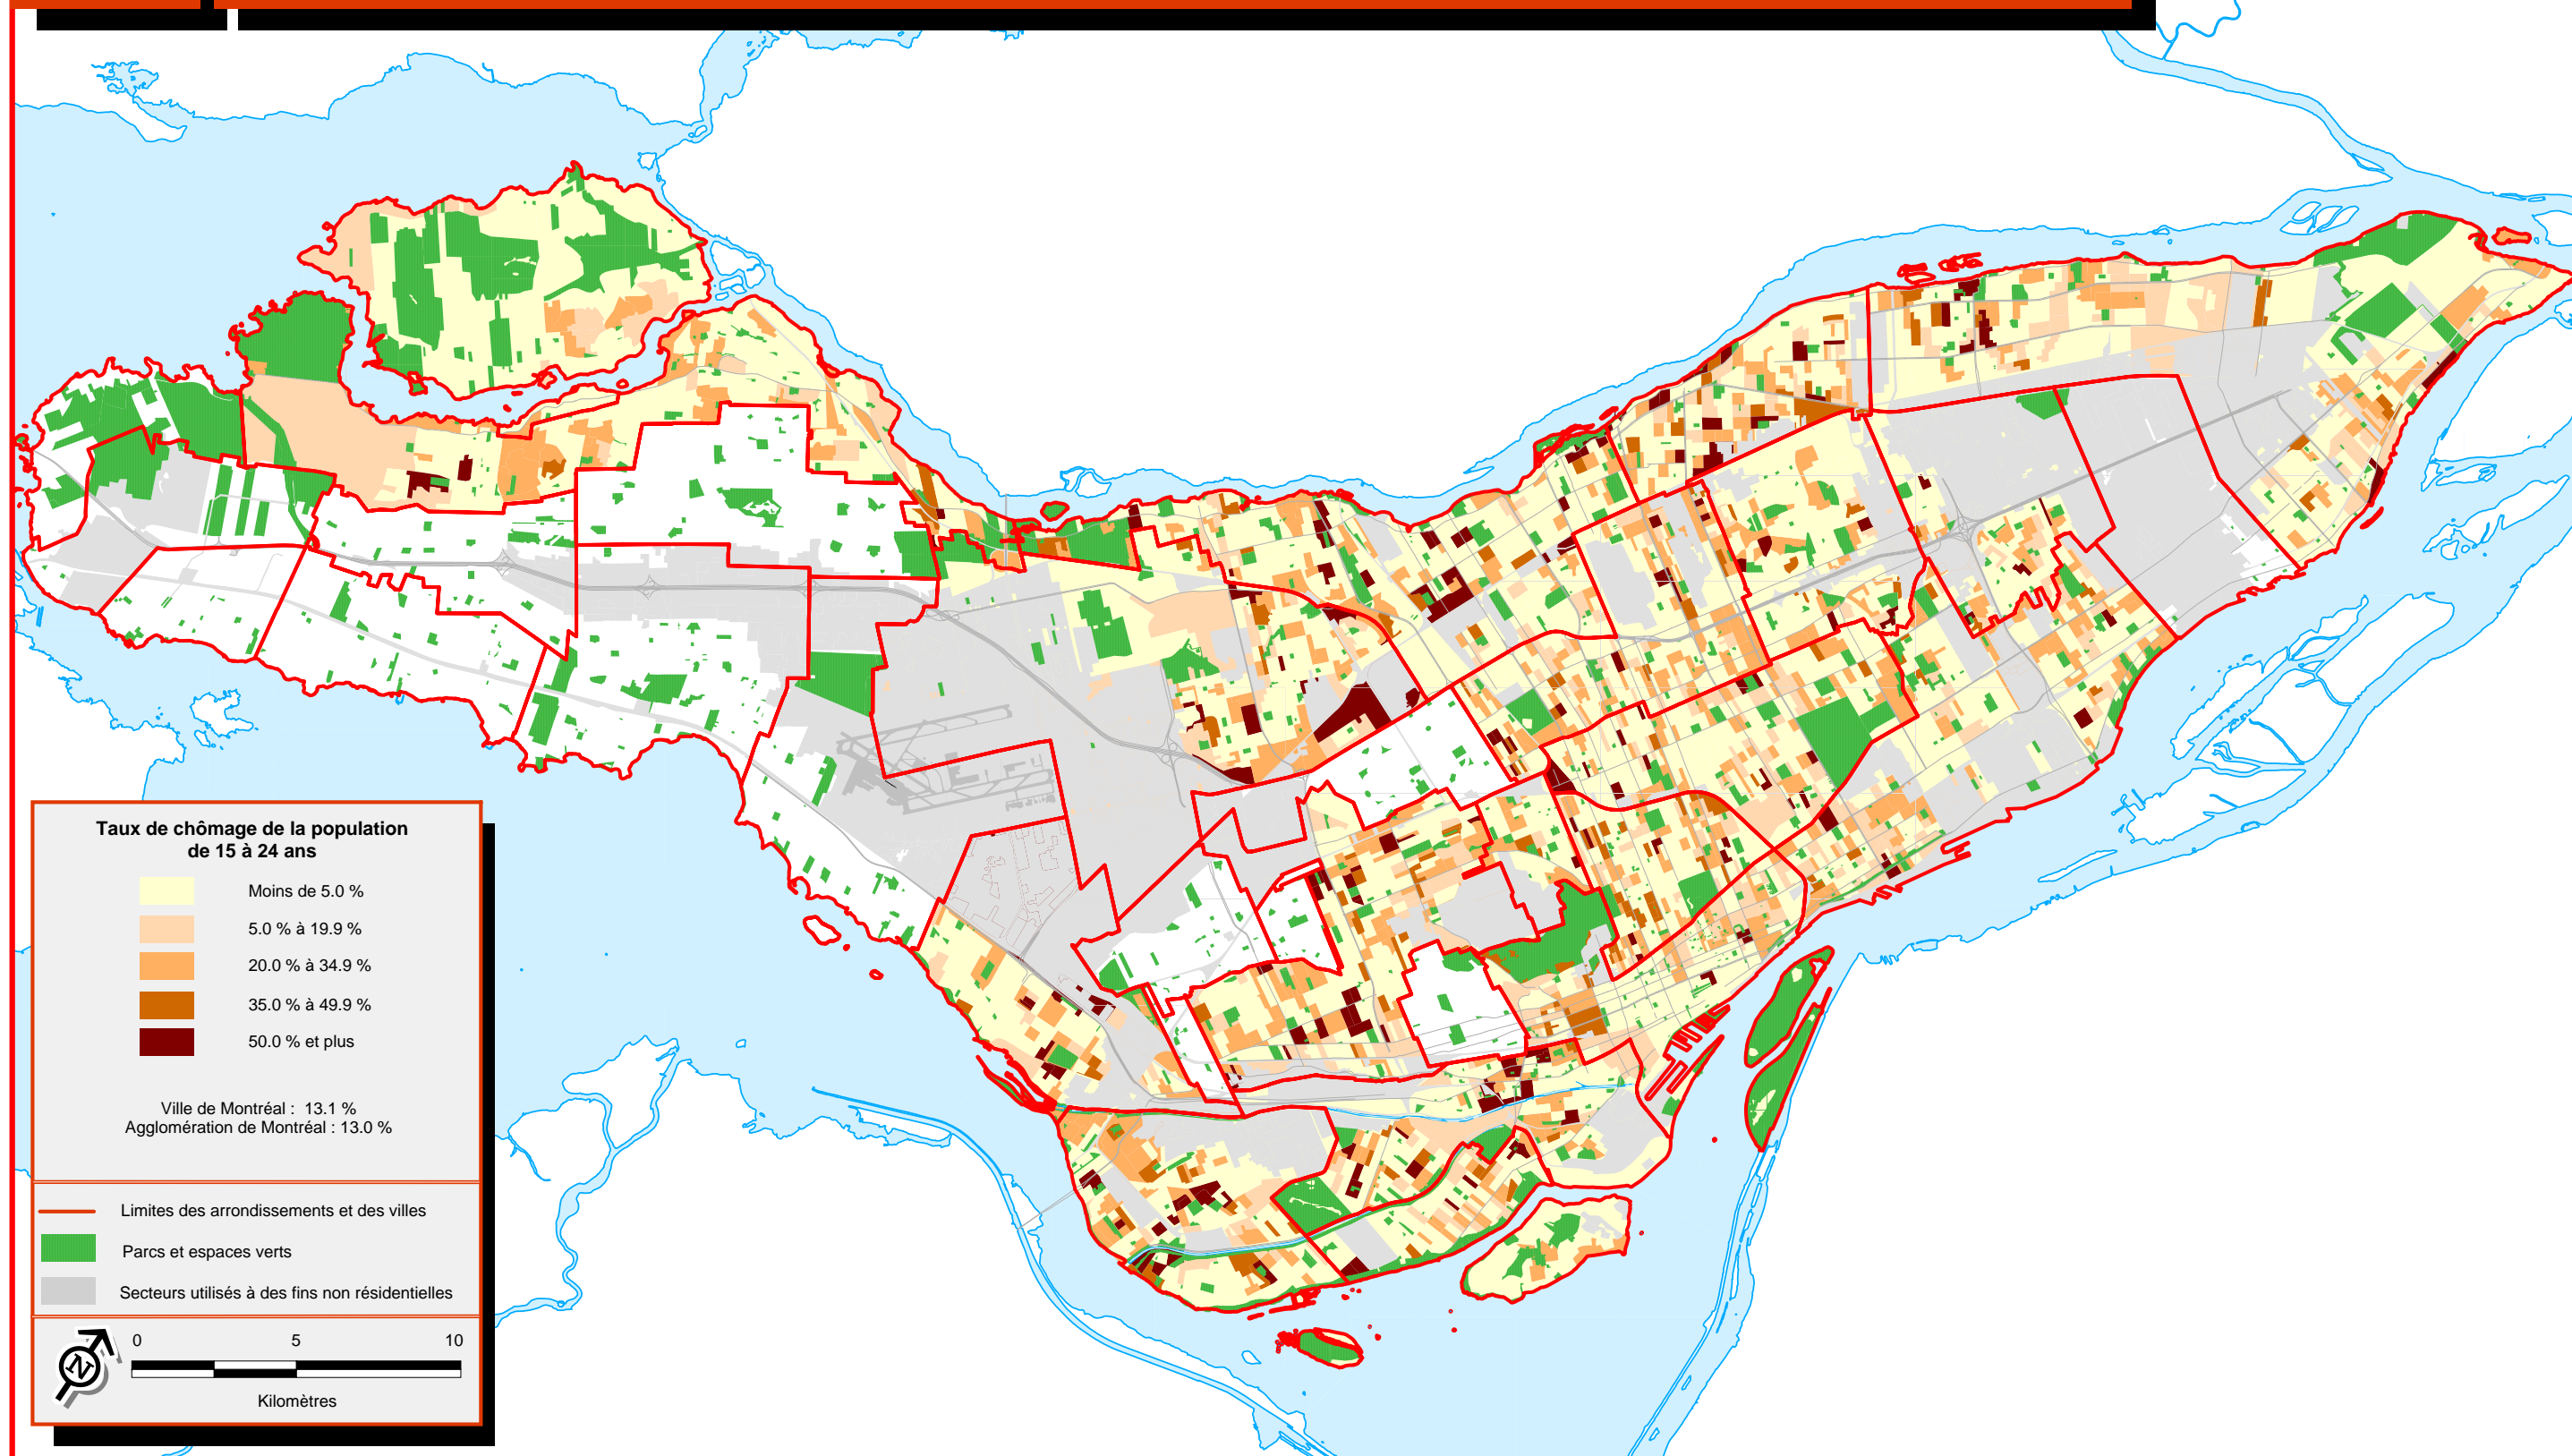 Taux de chômage de la population
de 15 à 24 ans
Moins de 5.0 %
5.0 % à 19.9 %
20.0 % à 34.9 %
35.0 % à 49.9 %
50.0 % et plus
Ville de Montréal : 13.1 %
Agglomération de Montréal : 13.0 %
Limites des arrondissements et des villes
Parcs et espaces verts
Secteurs utilisés à des fins non résidentielles
N
0 5 10
Kilomètres